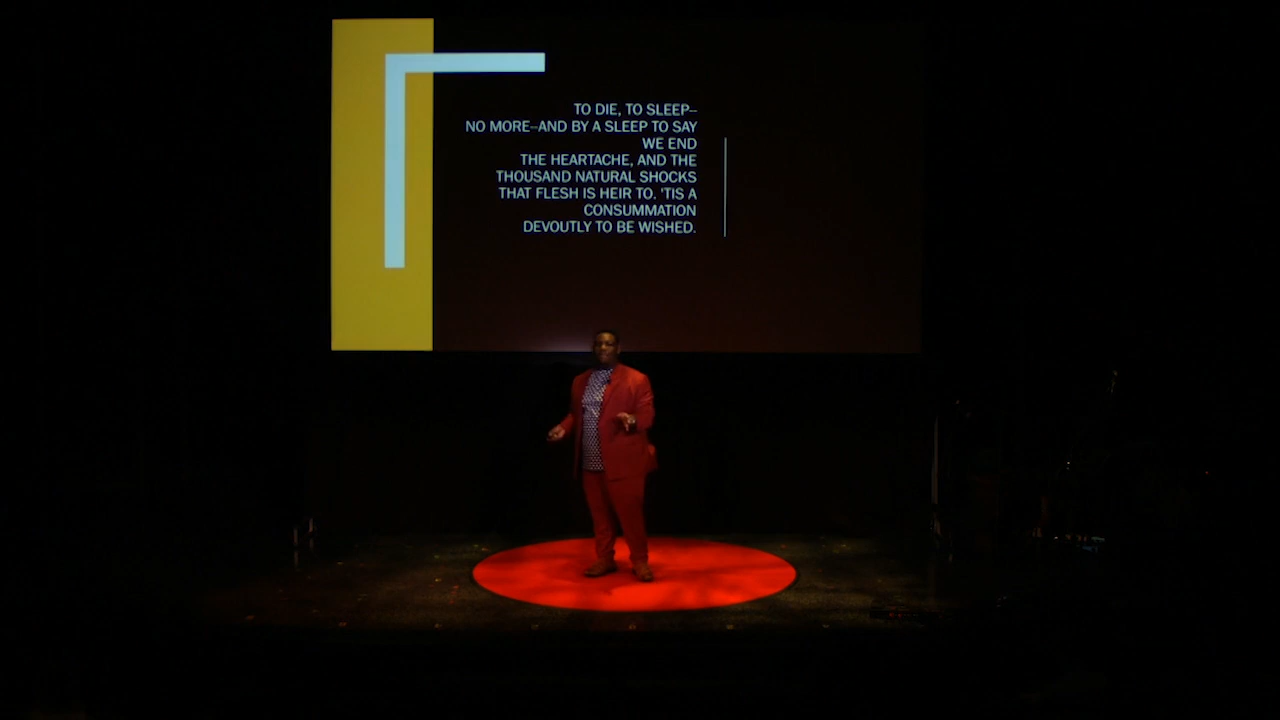 TO DIE, TO SLEEP--
NO MORE--AND BY A SLEEP TO SAY
WE END
THE HEARTACHE, AND THE
THOUSAND NATURAL SHOCKS
THAT FLESH IS HEIR TO. 'TIS A
CONSUMMATION
DEVOUTLY TO BE WISHED.